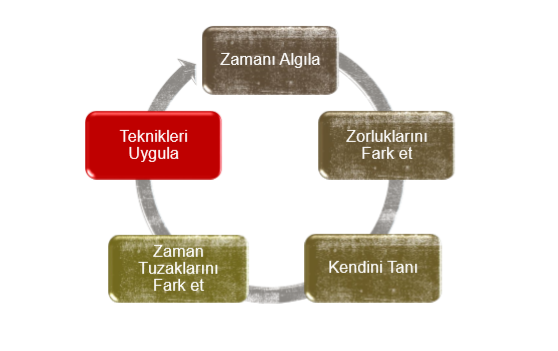 Zamanı Algıla
Zorluklarını
Fark et
Kendini Tanı
Zaman
Tuzaklarını
Fark et
Teknikleri
Uygula